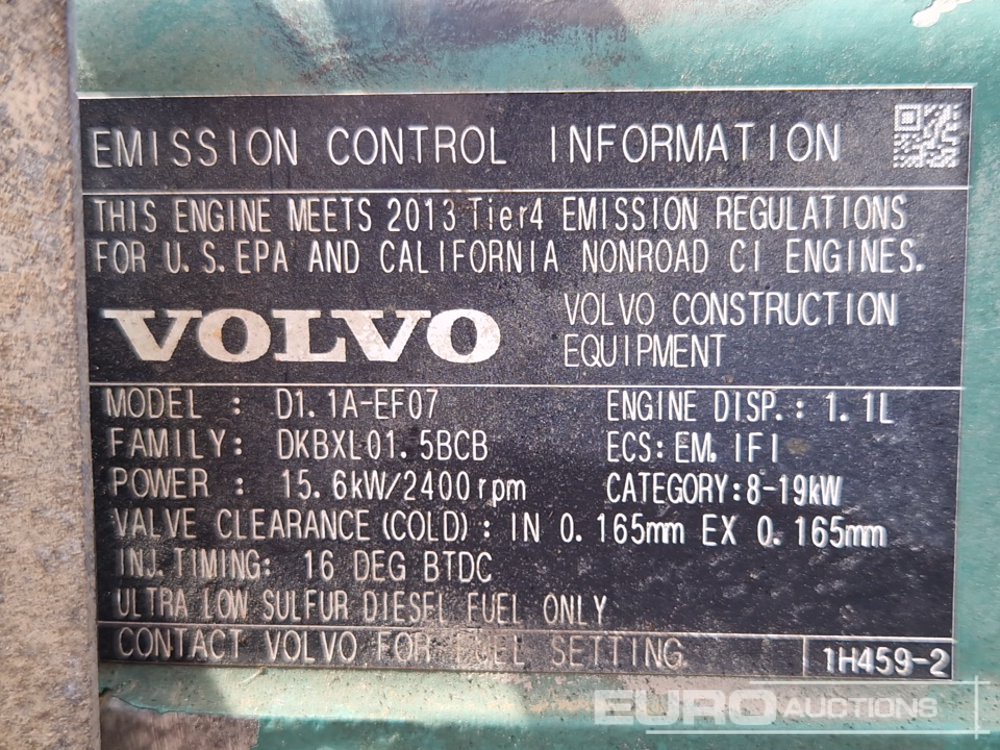 EMISSION CONTROL INFORMATION
THIS ENGINE MEETS 2013 Tier4 EMISSION REGULATIONS
FOR U.S.EPA AND CALIFORNIA NONROAD CI ENGINES.
VOLVO
VOLVO CONSTRUCTION
EQUIPMENT
MODEL : D1.1A-EF07
ENGINE DISP.: 1.1L
FAMILY: DKBXL01.5BCB
ECS: EM, IFI
POWER : 15.6kW/2400rpm
CATEGORY:8-19kW
VALVE CLEARANCE(COLD): IN 0.165mm EX 0.165mm
INJ.TIMING: 16 DEG BTDC
ULTRA LOW SULFUR DIESEL FUEL ONLY
CONTACT VOLVO FOR FUEL SETTING
1H459-2
EURO AUCTIONS